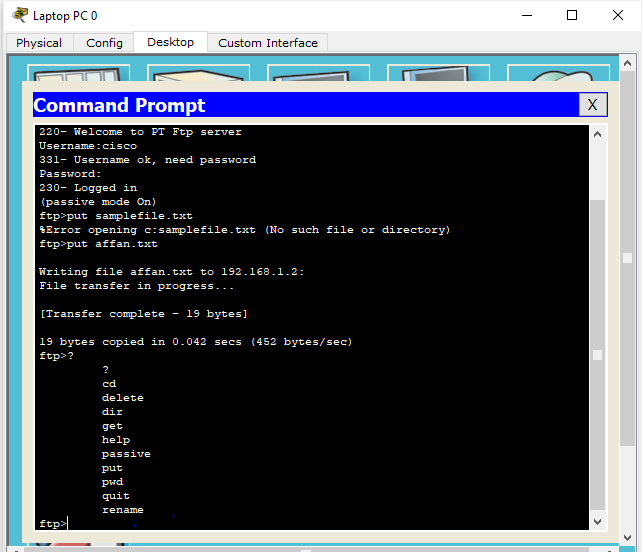 Laptop PC 0
Physical Config Desktop Custom Interface
Command Prompt X
220- Welcome to PT Ftp server
Username:cisco
331- Username ok, need password
Password:
230- Logged in
(passive mode On)
ftp>put samplefile.txt
%Error opening c:samplefile.txt (No such file or directory)
ftp>put affan.txt
Writing file affan.txt to 192.168.1.2:
File transfer in progress...
[Transfer complete - 19 bytes]
19 bytes copied in 0.042 secs (452 bytes/sec)
ftp>?
?
cd
delete
dir
get
help
passive
put
pwd
quit
rename
ftp>